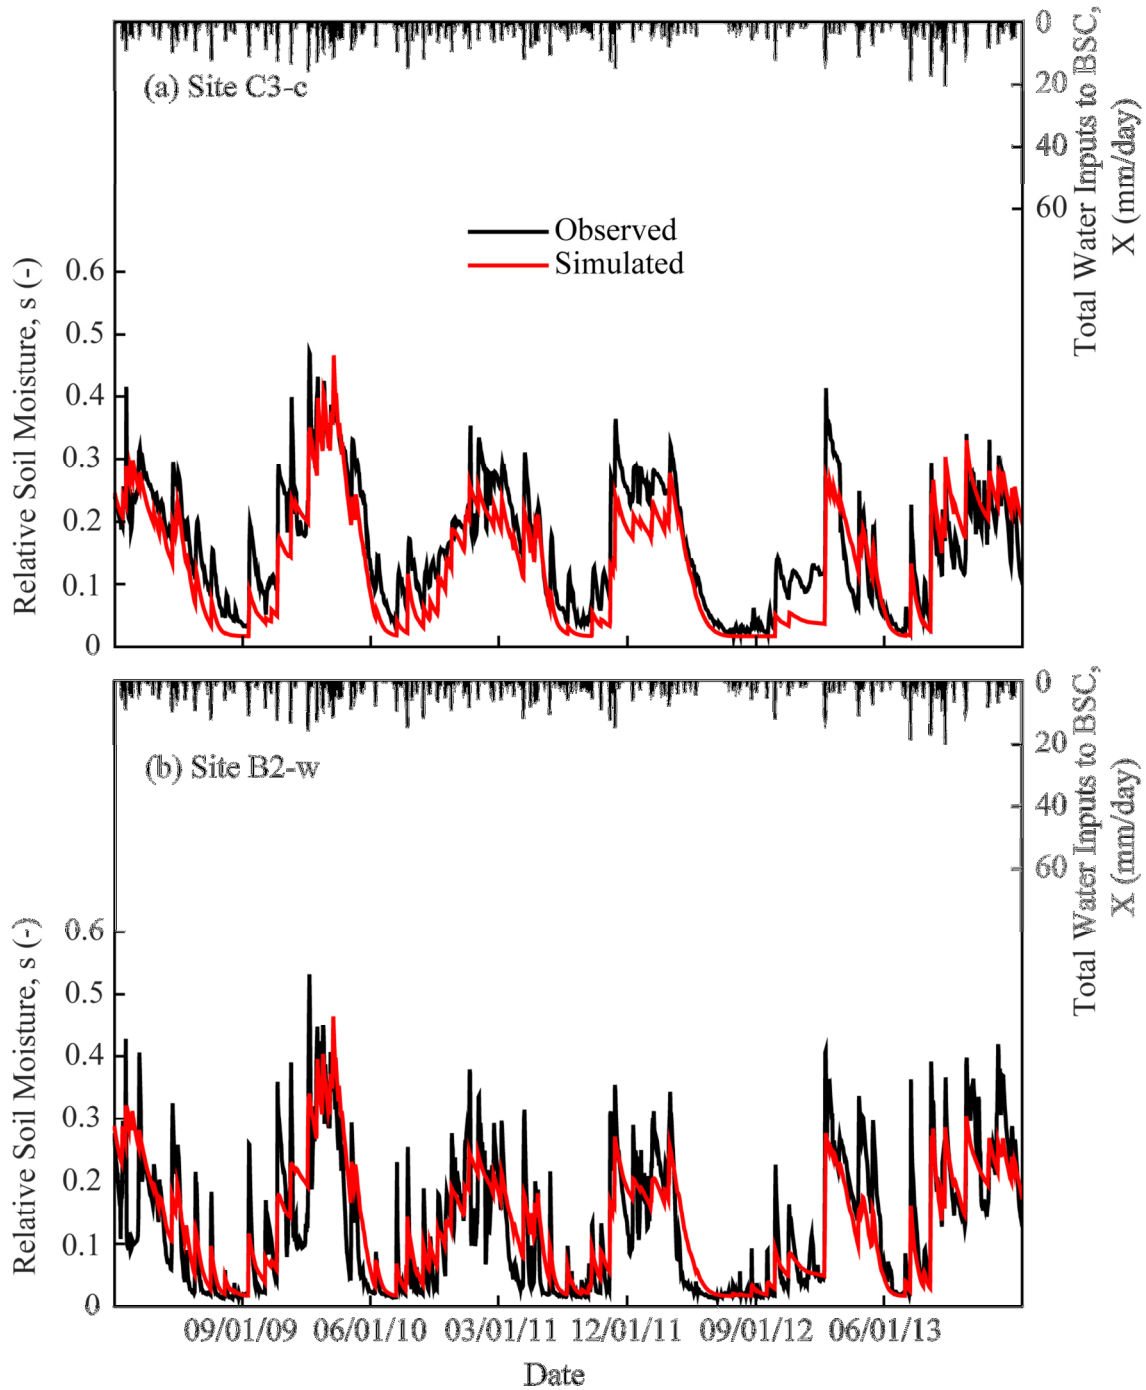 0
20
40
60
Total Water Inputs to BSC,
X (mm/day)
(a) Site C3-c
Observed
Simulated
Relative Soil Moisture, s (-)
0.6
0.5
0.4
0.3
0.2
0.1
0
0
20
40
60
Total Water Inputs to BSC,
X (mm/day)
(b) Site B2-w
Relative Soil Moisture, s (-)
0.6
0.5
0.4
0.3
0.2
0.1
0
09/01/09 06/01/10 03/01/11 12/01/11 09/01/12 06/01/13
Date